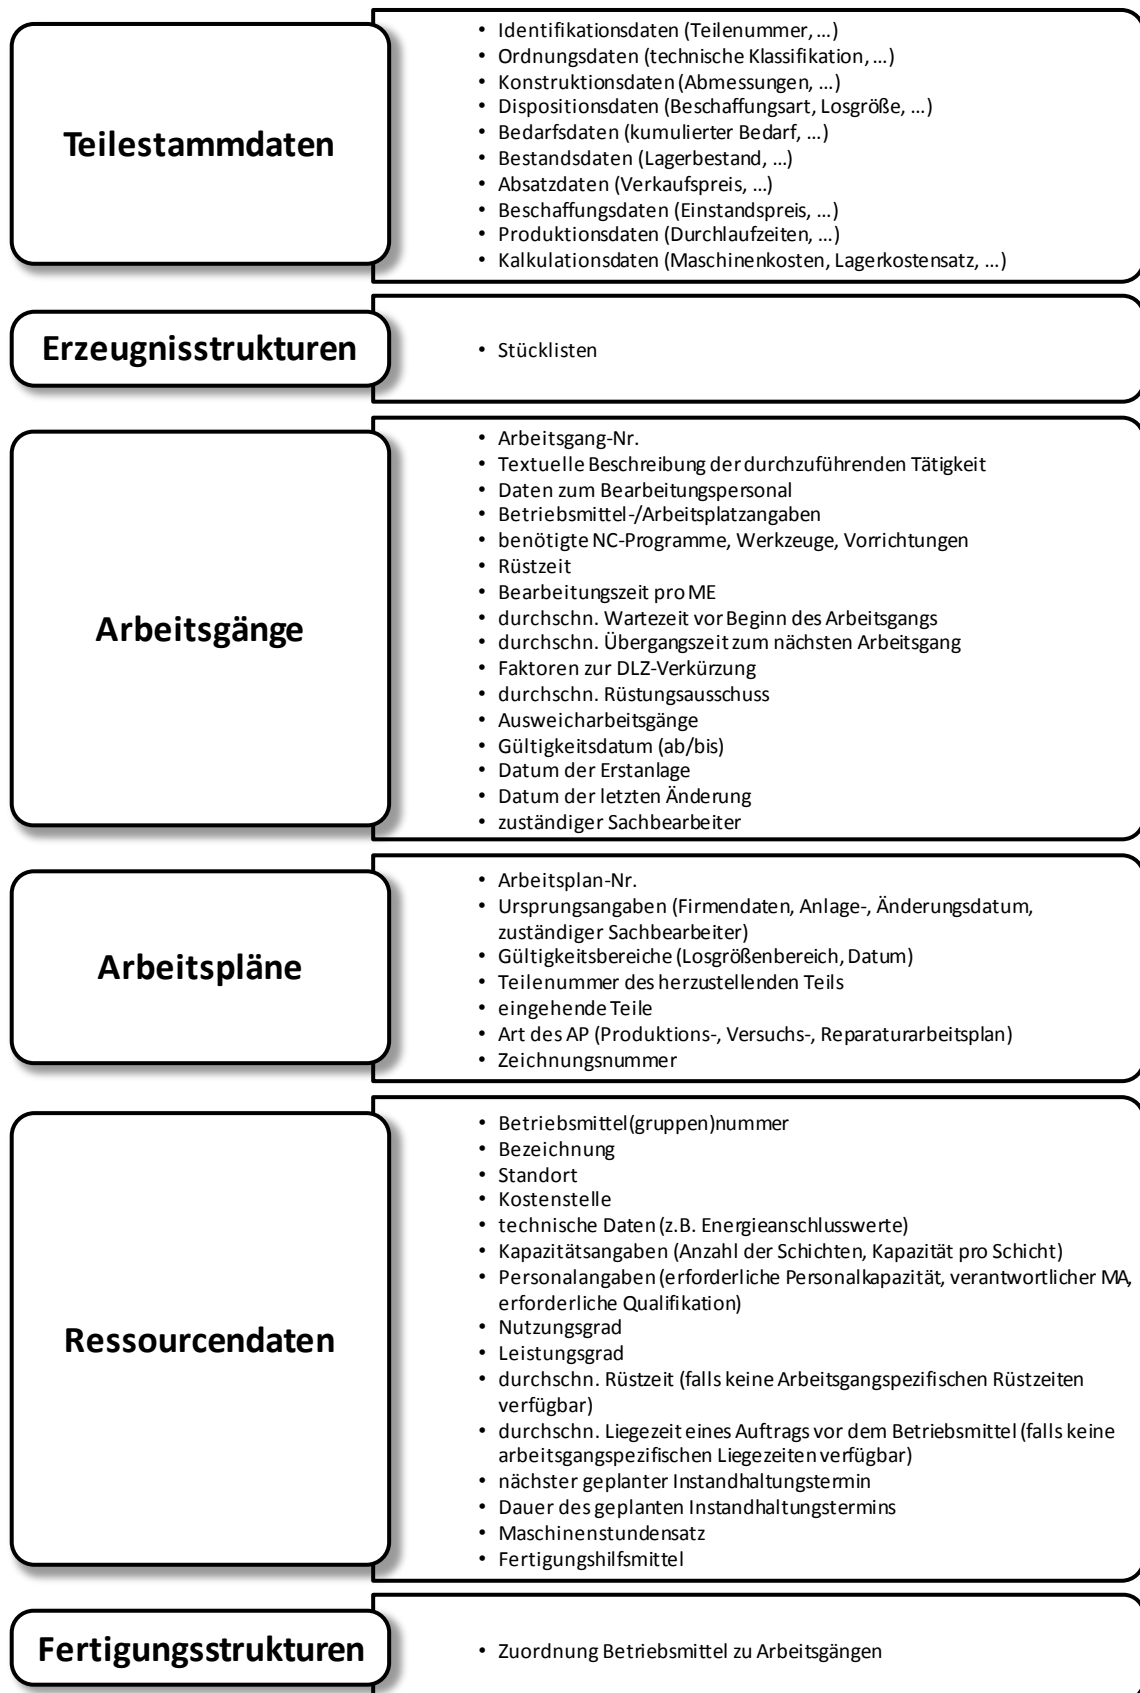 Teilestammdaten
• Identifikationsdaten (Teilenummer, ...)
• Ordnungsdaten (technische Klassifikation, ...)
• Konstruktionsdaten (Abmessungen, ...)
• Dispositionsdaten (Beschaffungsart, Losgröße, ...)
• Bedarfsdaten (kumulierter Bedarf, ...)
• Bestandsdaten (Lagerbestand, ...)
• Absatzdaten (Verkaufspreis, ...)
• Beschaffungsdaten (Einstandspreis, ...)
• Produktionsdaten (Durchlaufzeiten, ...)
• Kalkulationsdaten (Maschinenkosten, Lagerkostensatz, ...)
Erzeugnisstrukturen
• Stücklisten
Arbeitsgänge
• Arbeitsgang-Nr.
• Textuelle Beschreibung der durchzuführenden Tätigkeit
• Daten zum Bearbeitungspersonal
• Betriebsmittel-/Arbeitsplatzangaben
• benötigte NC-Programme, Werkzeuge, Vorrichtungen
• Rüstzeit
• Bearbeitungszeit pro ME
• durchschn. Wartezeit vor Beginn des Arbeitsgangs
• durchschn. Übergangszeit zum nächsten Arbeitsgang
• Faktoren zur DLZ-Verkürzung
• durchschn. Rüstungsausschuss
• Ausweicharbeitsgänge
• Gültigkeitsdatum (ab/bis)
• Datum der Erstanlage
• Datum der letzten Änderung
• zuständiger Sachbearbeiter
Arbeitspläne
• Arbeitsplan-Nr.
• Ursprungsangaben (Firmendaten, Anlage-, Änderungsdatum,
zuständiger Sachbearbeiter)
• Gültigkeitsbereiche (Losgrößenbereich, Datum)
• Teilenummer des herzustellenden Teils
• eingehende Teile
• Art des AP (Produktions-, Versuchs-, Reparaturarbeitsplan)
• Zeichnungsnummer
Ressourcendaten
• Betriebsmittel(gruppen)nummer
• Bezeichnung
• Standort
• Kostenstelle
• technische Daten (z.B. Energieanschlusswerte)
• Kapazitätsangaben (Anzahl der Schichten, Kapazität pro Schicht)
• Personalangaben (erforderliche Personalkapazität, verantwortlicher MA,
erforderliche Qualifikation)
• Nutzungsgrad
• Leistungsgrad
• durchschn. Rüstzeit (falls keine Arbeitsgangspezifischen Rüstzeiten
verfügbar)
• durchschn. Liegezeit eines Auftrags vor dem Betriebsmittel (falls keine
arbeitsgangspezifischen Liegezeiten verfügbar)
• nächster geplanter Instandhaltungstermin
• Dauer des geplanten Instandhaltungstermins
• Maschinenstundensatz
• Fertigungshilfsmittel
Fertigungsstrukturen
• Zuordnung Betriebsmittel zu Arbeitsgängen